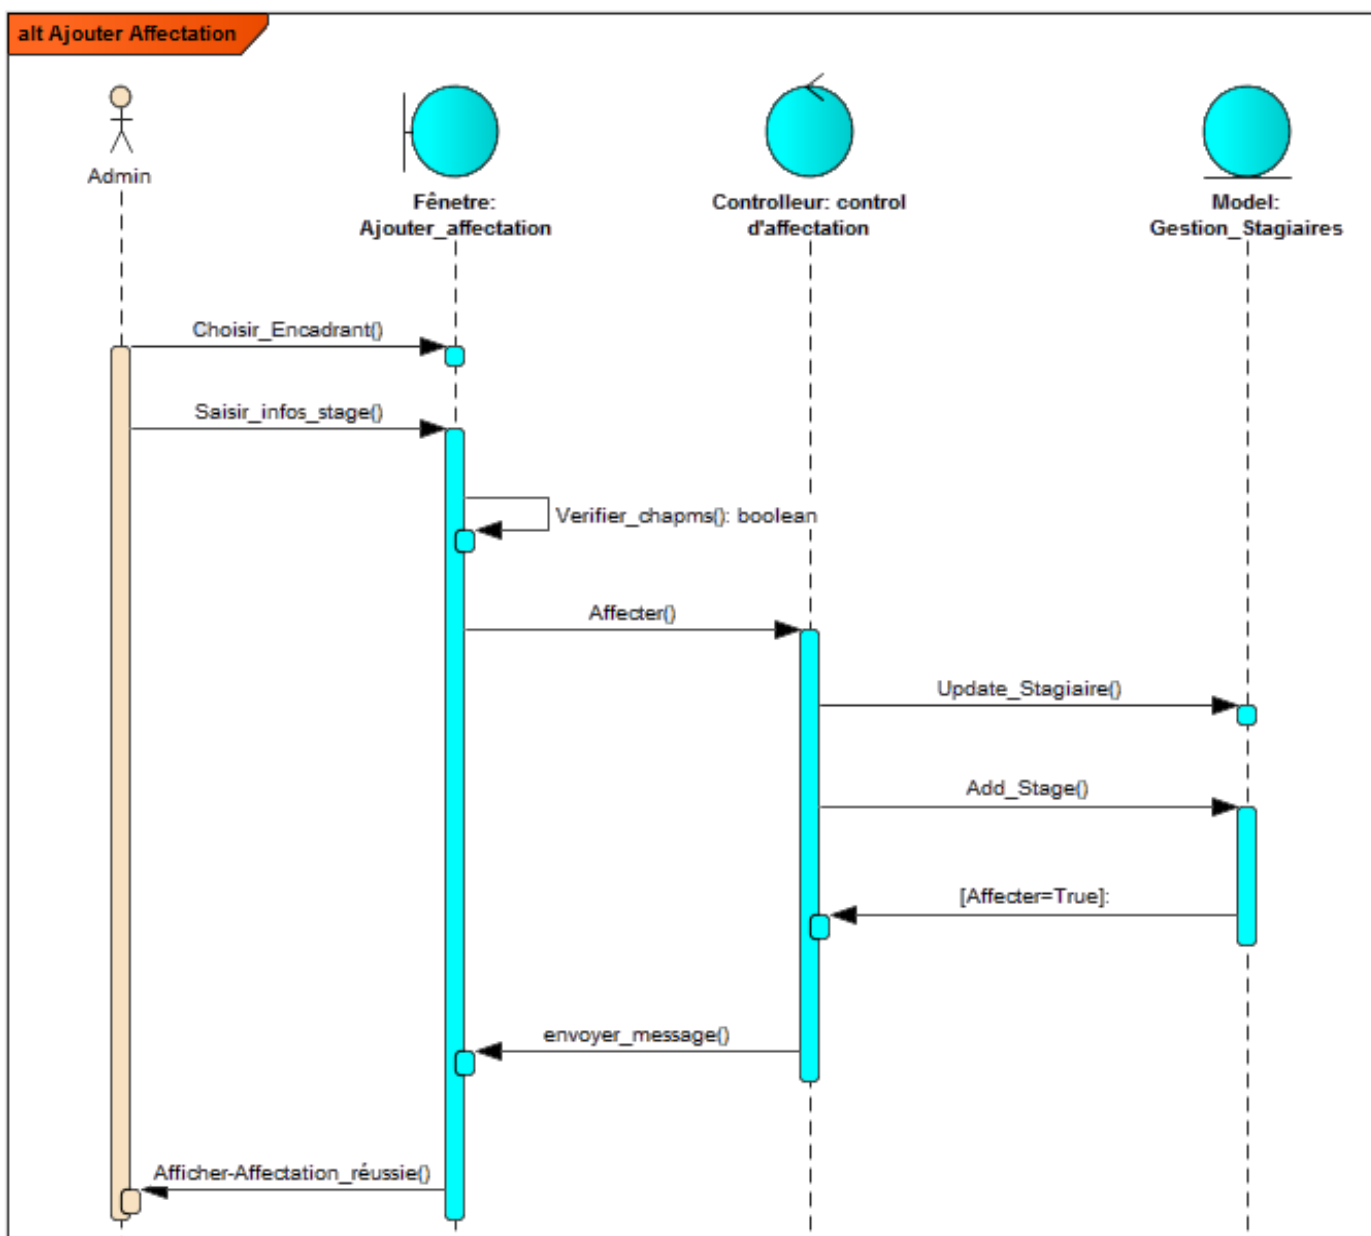 alt Ajouter Affectation
Admin
Fênetre:
Ajouter_affectation
Controlleur: control
d'affectation
Model:
Gestion_Stagiaires
Choisir_Encadrant()
Saisir_infos_stage()
Verifier_chapms(): boolean
Affecter()
Update_Stagiaire()
Add_Stage()
[Affecter=True]:
envoyer_message()
Afficher-Affectation_réussie()